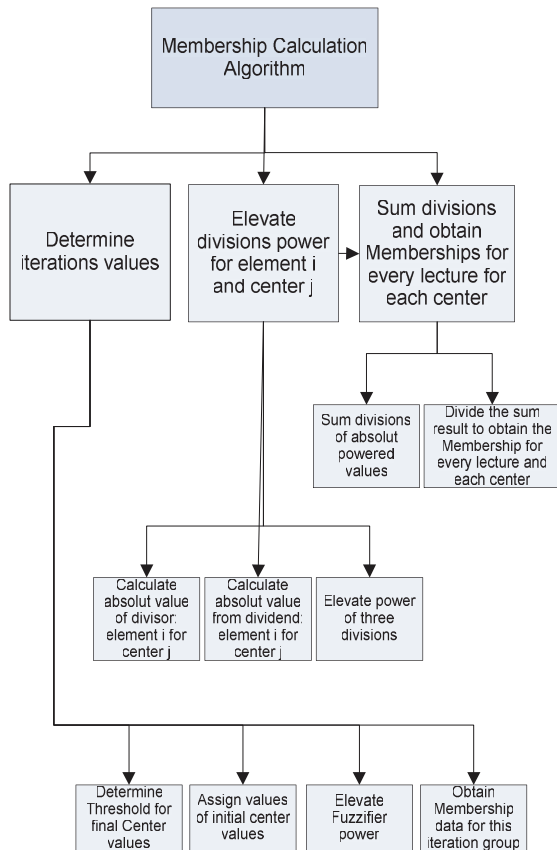 Membership Calculation
Algorithm
Determine
iterations values
Elevate
divisions power
for element i
and center j
Sum divisions
and obtain
Memberships for
every lecture for
each center
Sum divisions
of absolut
powered
values
Divide the sum
result to obtain the
Membership for
every lecture and
each center
Calculate
absolut value
of divisor:
element i for
center j
Calculate
absolut value
from dividend:
element i for
center j
Elevate power
of three
divisions
Determine
Threshold for
final Center
values
Assign values
of initial center
values
Elevate
Fuzzifier
power
Obtain
Membership
data for this
iteration group